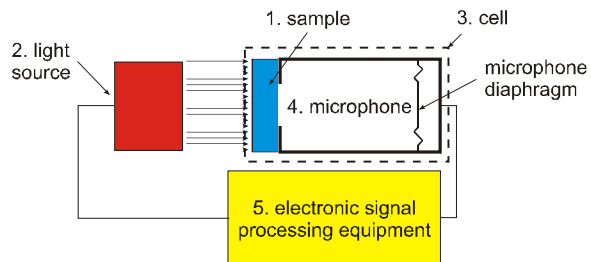 1. sample
3. cell
2. light
source
microphone
diaphragm
4. microphone
5. electronic signal
processing equipment